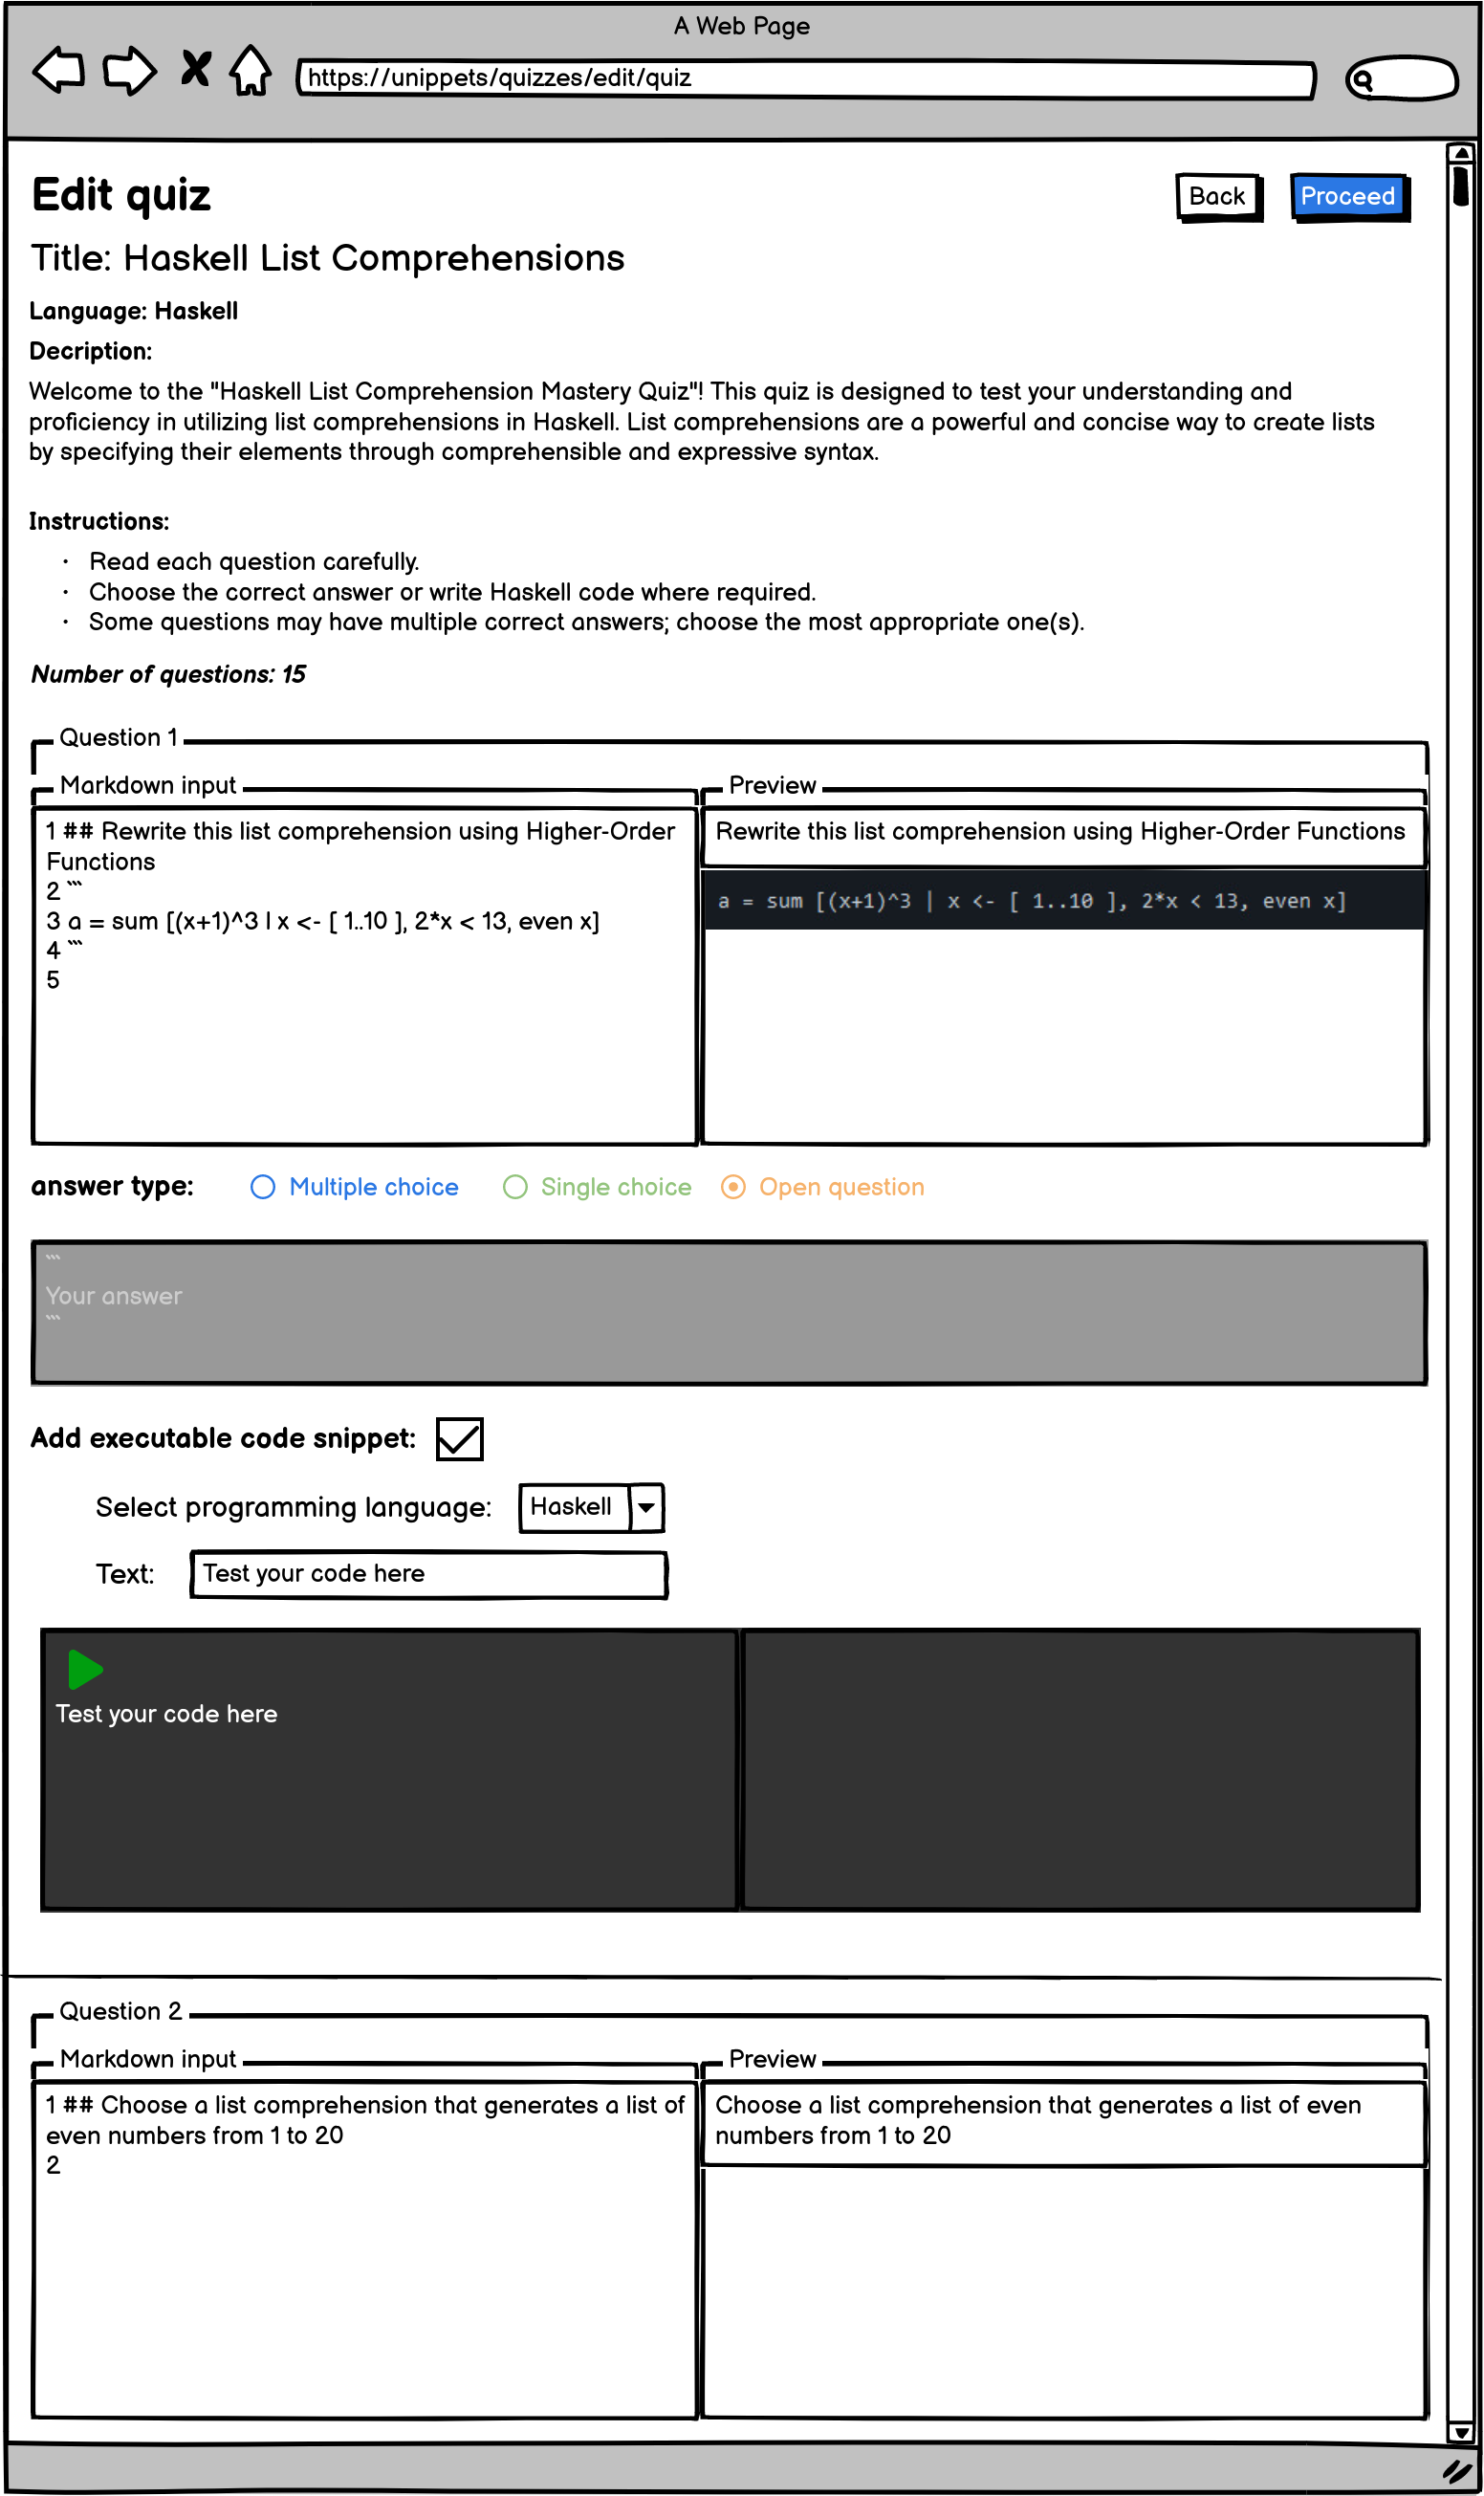 A Web Page
https://unippets/quizzes/edit/quiz
Edit quiz
Back
Proceed
Title: Haskell List Comprehensions
Language: Haskell
Decription:
Welcome to the "Haskell List Comprehension Mastery Quiz"! This quiz is designed to test your understanding and
proficiency in utilizing list comprehensions in Haskell. List comprehensions are a powerful and concise way to create lists
by specifying their elements through comprehensible and expressive syntax.
Instructions:
· Read each question carefully.
· Choose the correct answer or write Haskell code where required.
· Some questions may have multiple correct answers; choose the most appropriate one(s).
Number of questions: 15
Question 1
Markdown input
1 ## Rewrite this list comprehension using Higher-Order
Functions
2 ```
3 a = sum [(x+1)^3 | x <- [ 1..10 ], 2*x < 13, even x]
4 ```
5
Preview
Rewrite this list comprehension using Higher-Order Functions
a = sum [(x+1)^3 | x <- [ 1..10 ], 2*x < 13, even x]
answer type:
Multiple choice
Single choice
Open question
```
Your answer
```
Add executable code snippet:
Select programming language:
Haskell
Text:
Test your code here
Test your code here
Question 2
Markdown input
1 ## Choose a list comprehension that generates a list of
even numbers from 1 to 20
2
Preview
Choose a list comprehension that generates a list of even
numbers from 1 to 20